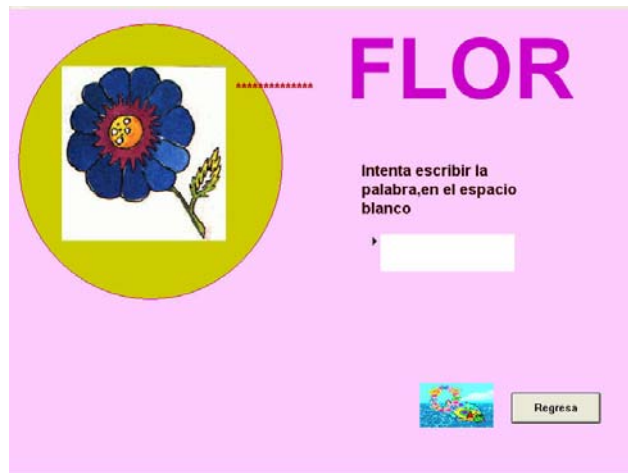 FLOR
Intenta escribir la
palabra,en el espacio
blanco
Regresa